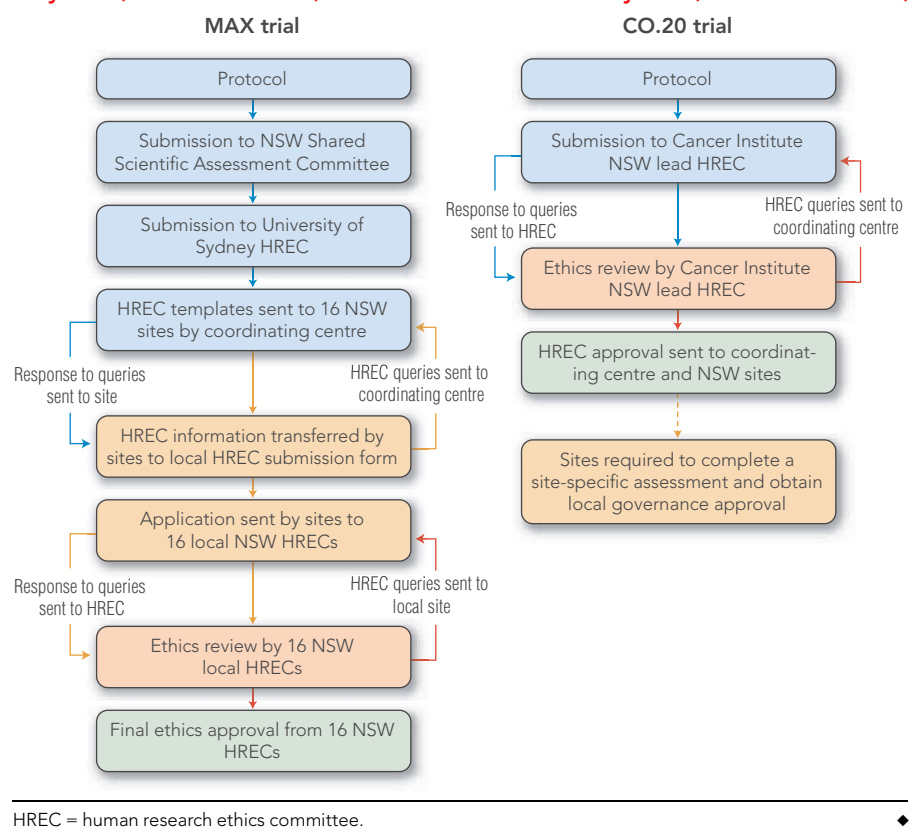 MAX trial
Protocol
Submission to NSW Shared
Scientific Assessment Committee
Submission to University of
Sydney HREC
HREC templates sent to 16 NSW
sites by coordinating centre
Response to queries
sent to site
HREC queries sent to
coordinating centre
HREC information transferred by
sites to local HREC submission form
Application sent by sites to
16 local NSW HRECs
Response to queries
sent to HREC
HREC queries sent to
local site
Ethics review by 16 NSW
local HRECs
Final ethics approval from 16 NSW
HRECs
CO.20 trial
Protocol
Submission to Cancer Institute
NSW lead HREC
Response to queries
sent to HREC
HREC queries sent to
coordinating centre
Ethics review by Cancer Institute
NSW lead HREC
HREC approval sent to coordinat-
ing centre and NSW sites
Sites required to complete a
site-specific assessment and obtain
local governance approval
HREC = human research ethics committee.